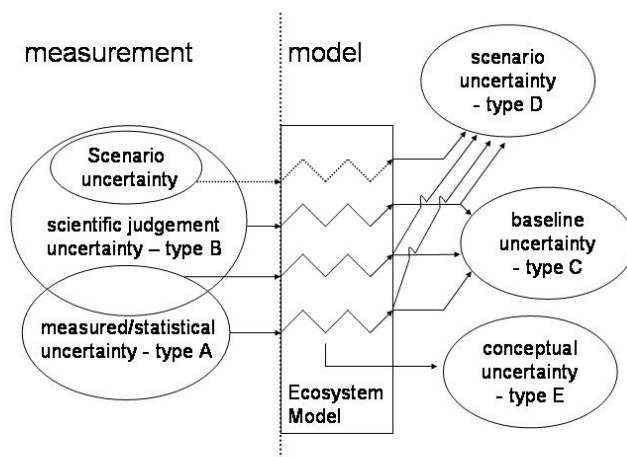 measurement
model
Scenario
uncertainty
scientific judgement
uncertainty – type B
measured/statistical
uncertainty - type A
Ecosystem
Model
scenario
uncertainty
- type D
baseline
uncertainty
- type C
conceptual
uncertainty
- type E